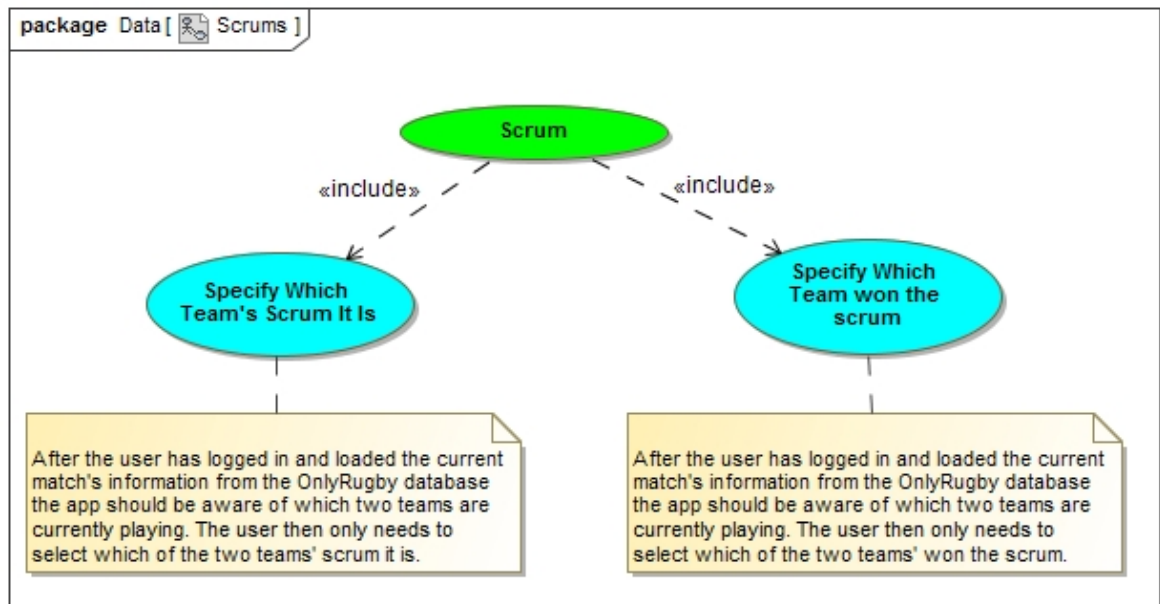 package Data [ Scrums ]
Scrum
«include»
«include»
Specify Which
Team's Scrum It Is
Specify Which
Team won the
scrum
After the user has logged in and loaded the current
match's information from the OnlyRugby database
the app should be aware of which two teams are
currently playing. The user then only needs to
select which of the two teams' scrum it is.
After the user has logged in and loaded the current
match's information from the OnlyRugby database
the app should be aware of which two teams are
currently playing. The user then only needs to
select which of the two teams' won the scrum.